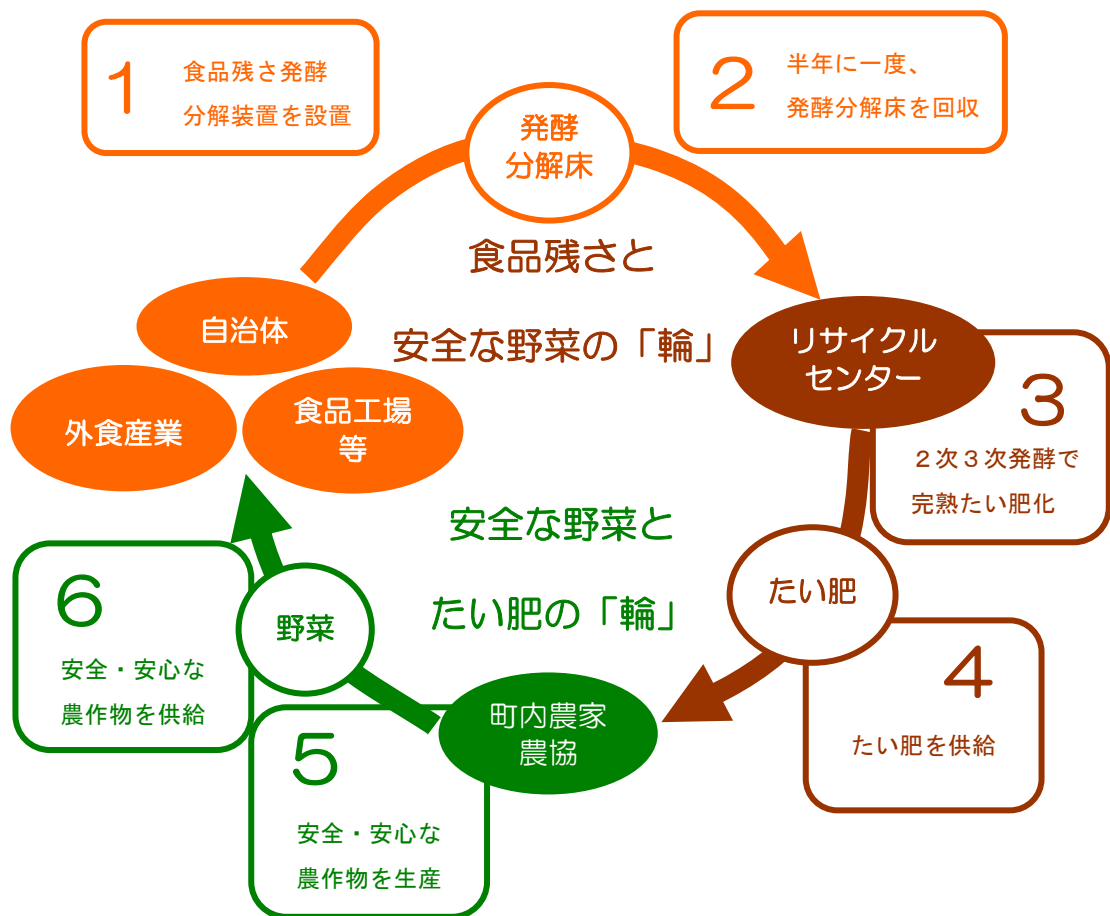 1
食品残さ発酵
分解装置を設置
2
半年に一度、
発酵分解床を回収
発酵
分解床
食品残さと
安全な野菜の「輪」
自治体
外食産業
食品工場
等
リサイクル
センター
3
２次３次発酵で
完熟たい肥化
安全な野菜と
たい肥の「輪」
たい肥
4
たい肥を供給
町内農家
農協
5
安全・安心な
農作物を生産
野菜
6
安全・安心な
農作物を供給